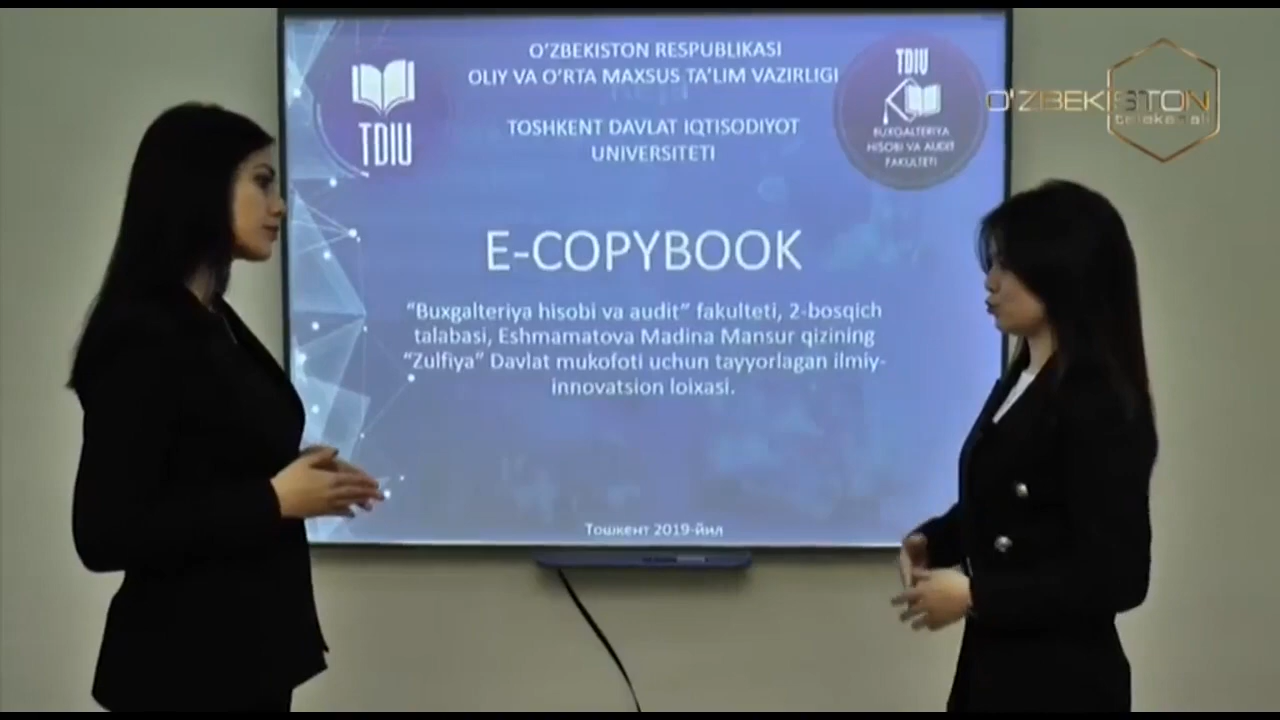 O'ZBEKISTON RESPUBLIKASI
OLIY VA O'RTA MAXSUS TA'LIM VAZIRLIGI
TOSHKENT DAVLAT IQTISODIYOT
UNIVERSITETI
TDIU
TDIU
BUXGALTERIYA
HISOBI VA AUDIT
FAKULTETI
O'ZBEKISTON
telekanali
E-COPYBOOK
“Buxgalteriya hisobi va audit” fakulteti, 2-bosqich
talabasi, Eshmamatova Madina Mansur qizining
“Zulfiya” Davlat mukofoti uchun tayyorlagan ilmiy-
innovatsion loixasi.
Тошкент 2019-йил